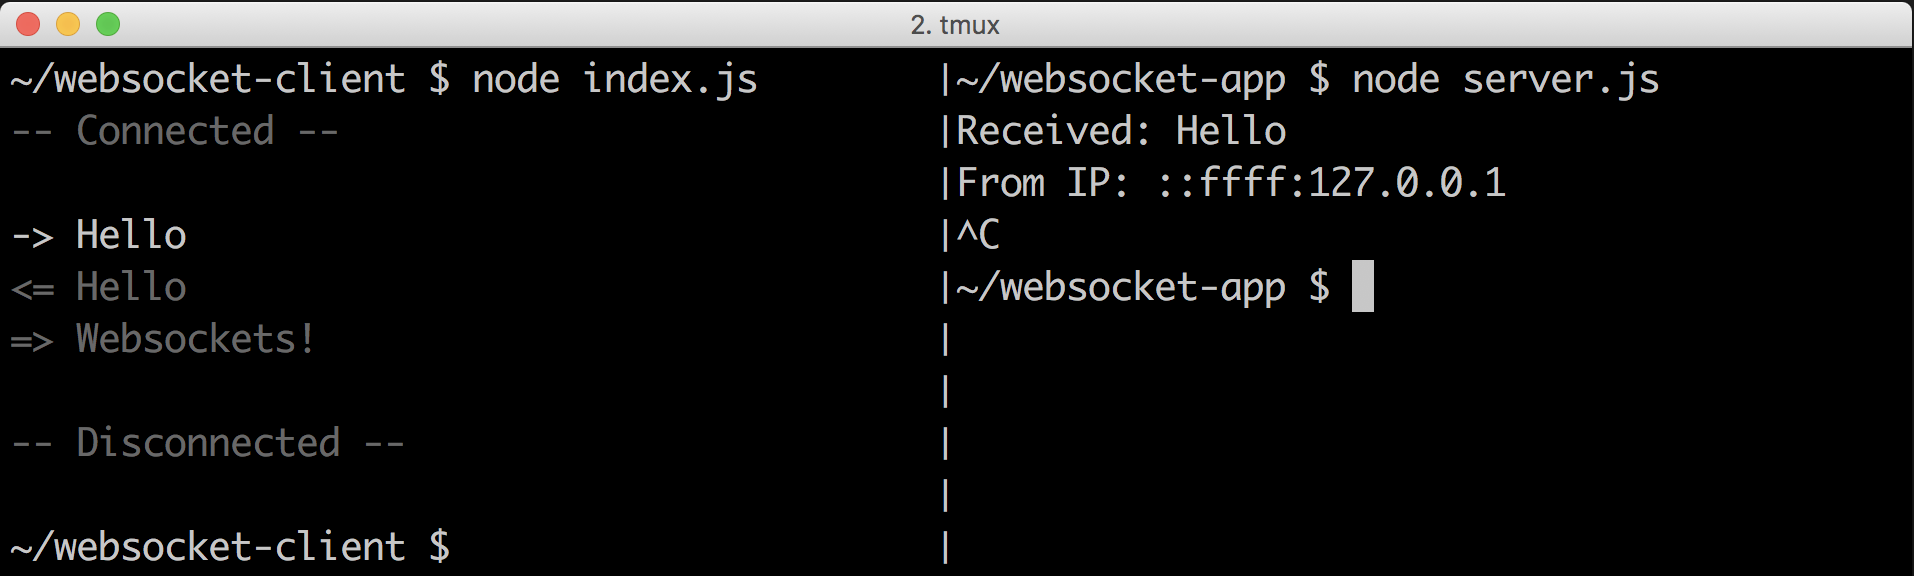 2. tmux
~/websocket-client $ node index.js
-- Connected --
-> Hello
<= Hello
=> Websockets!
-- Disconnected --
~/websocket-client $
~/websocket-app $ node server.js
Received: Hello
From IP: ::ffff:127.0.0.1
^C
~/websocket-app $